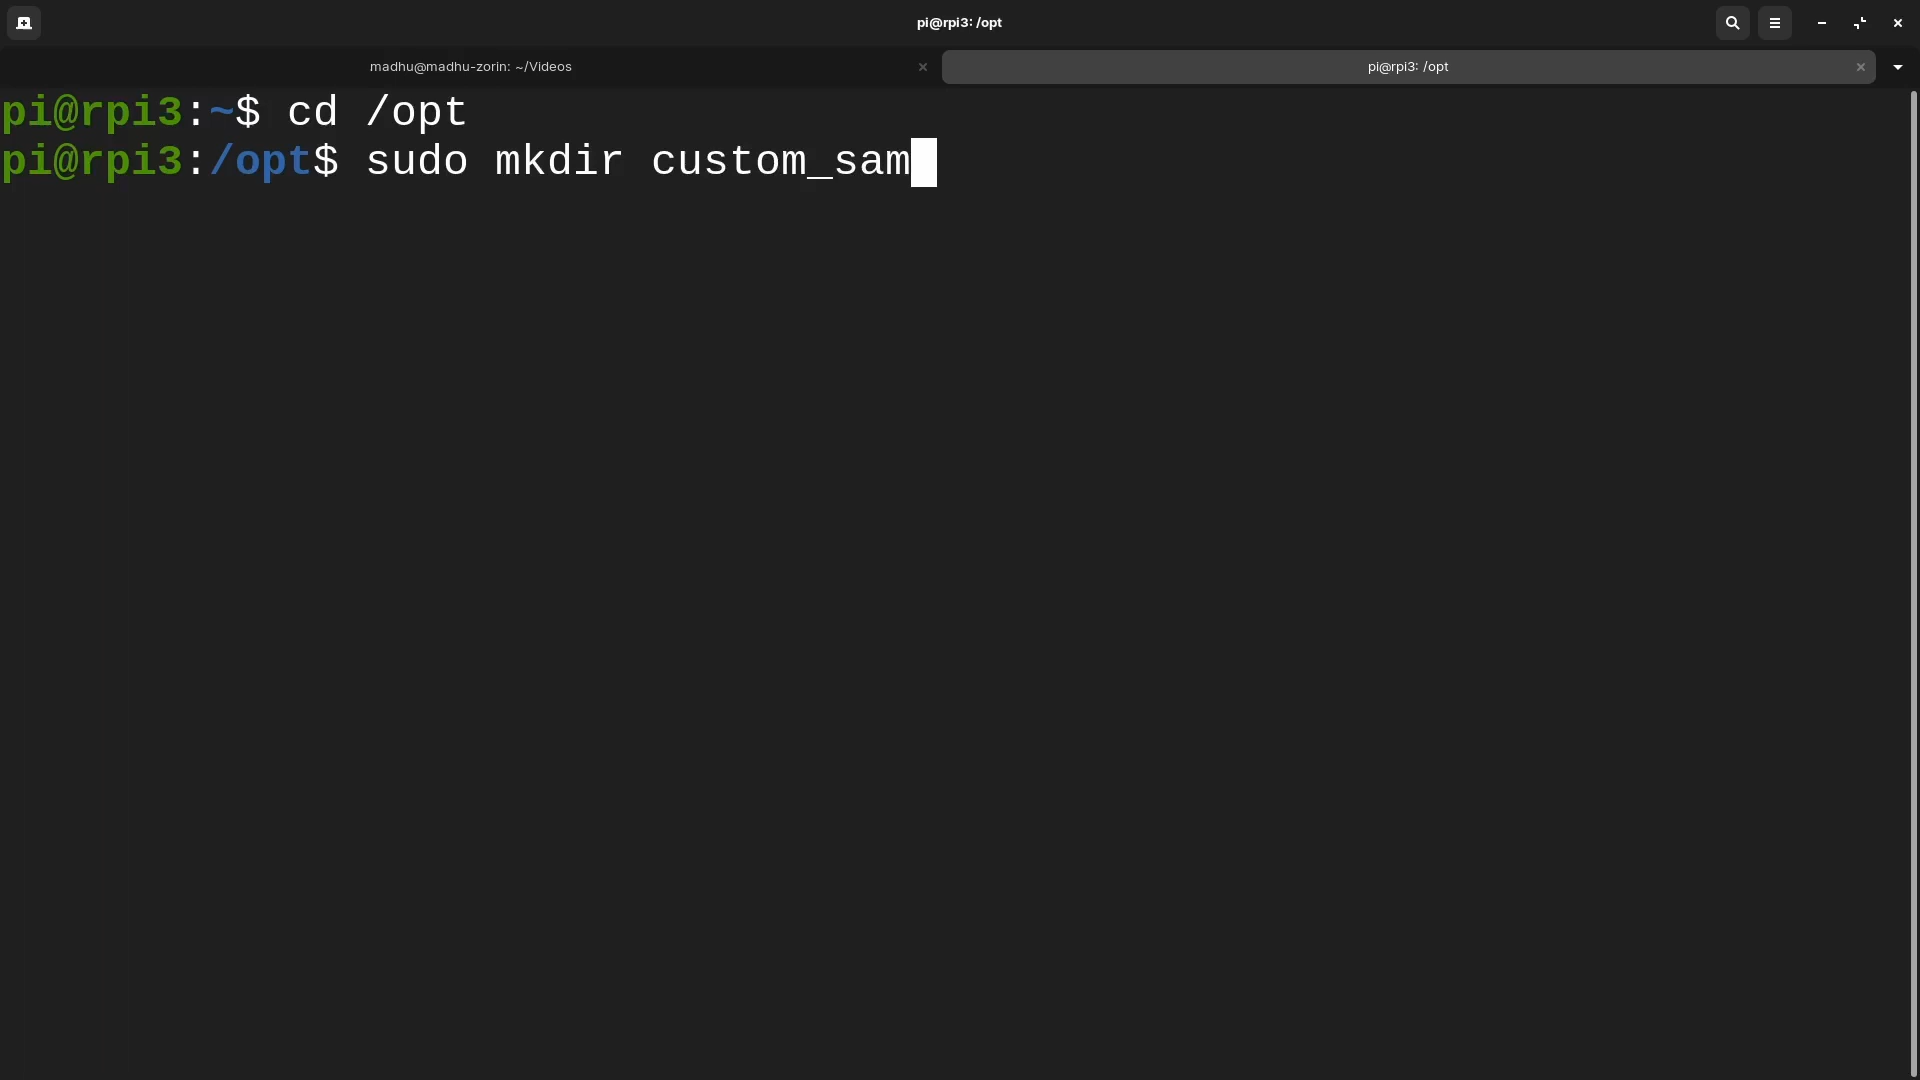 pi@rpi3: /opt
madhu@madhu-zorin: ~/Videos
pi@rpi3: /opt
pi@rpi3:~$ cd /opt
pi@rpi3:/opt$ sudo mkdir custom_sam